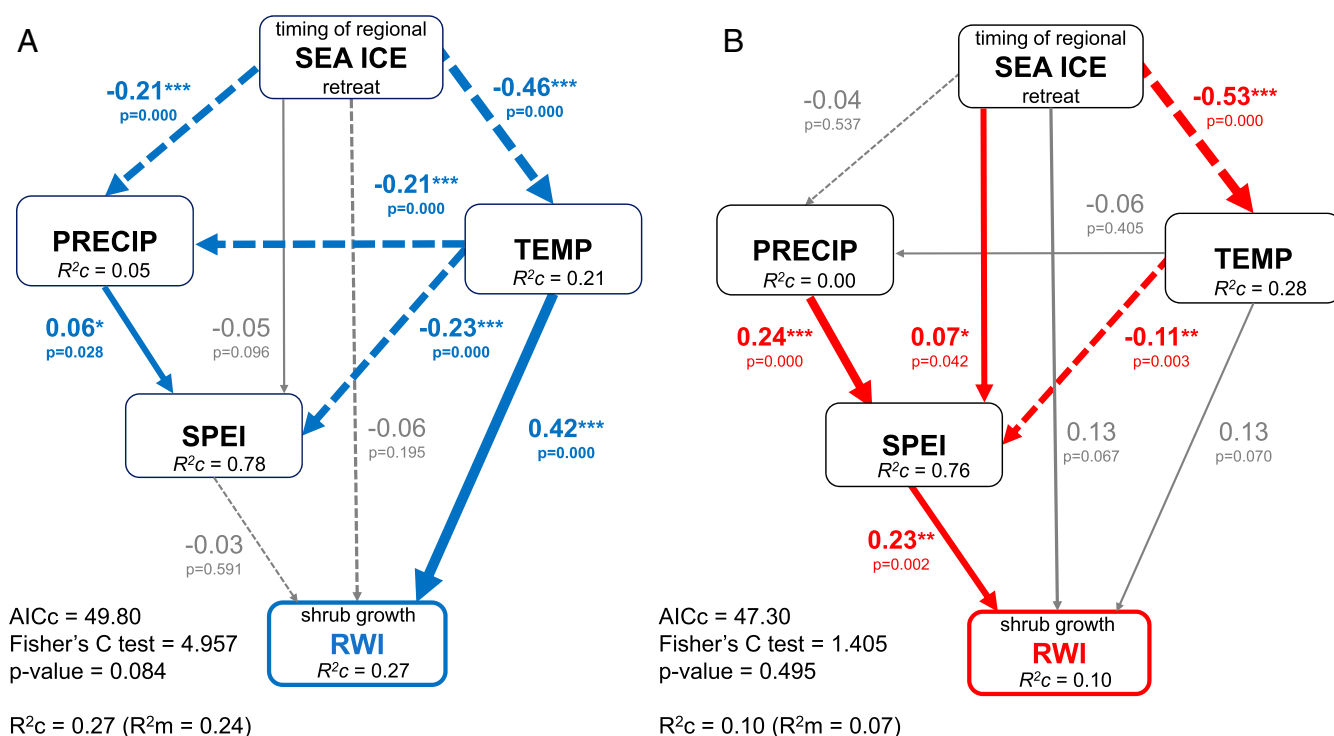 A
timing of regional
SEA ICE
retreat
-0.21***
p=0.000
-0.46***
p=0.000
-0.21***
p=0.000
PRECIP
R²c = 0.05
TEMP
R²c = 0.21
0.06*
p=0.028
-0.05
p=0.096
-0.23***
p=0.000
SPEI
R²c = 0.78
-0.06
p=0.195
0.42***
p=0.000
-0.03
p=0.591
AICc = 49.80
Fisher's C test = 4.957
p-value = 0.084
R²c = 0.27 (R²m = 0.24)
shrub growth
RWI
R²c = 0.27
B
timing of regional
SEA ICE
retreat
-0.04
p=0.537
-0.53***
p=0.000
-0.06
p=0.405
PRECIP
R²c = 0.00
TEMP
R²c = 0.28
0.24***
p=0.000
0.07*
p=0.042
-0.11**
p=0.003
SPEI
R²c = 0.76
0.13
p=0.067
0.13
p=0.070
0.23**
p=0.002
AICc = 47.30
Fisher's C test = 1.405
p-value = 0.495
R²c = 0.10 (R²m = 0.07)
shrub growth
RWI
R²c = 0.10